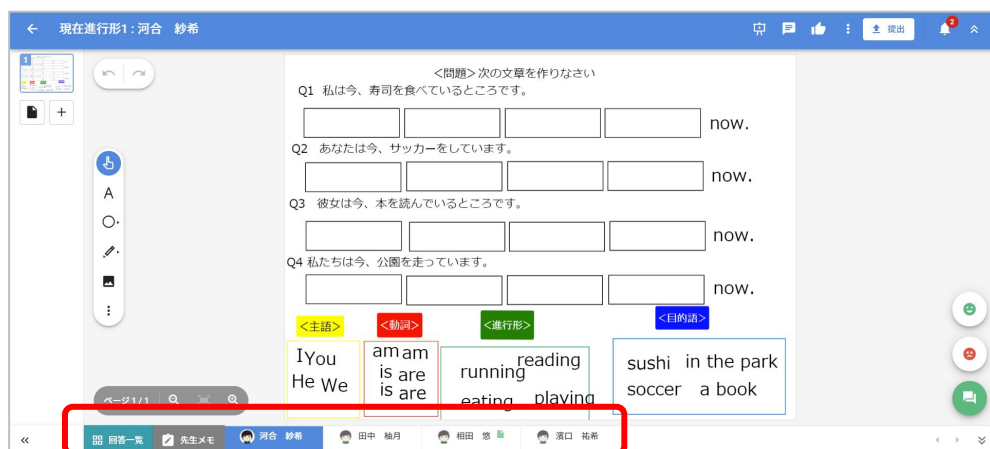 現在進行形1 : 河合 紗希
提出
2
1
<問題>次の文章を作りなさい
Q1 私は今、寿司を食べているところです。
now.
Q2 あなたは今、サッカーをしています。
now.
Q3 彼女は今、本を読んでいるところです。
now.
Q4 私たちは今、公園を走っています。
now.
<主語> <動詞> <進行形> <目的語>
I You am am reading sushi in the park
He We is are running soccer a book
is are eating playing
A
ページ1/1
回答一覧 先生メモ 河合 紗希 田中 柚月 相田 悠 濱口 祐希